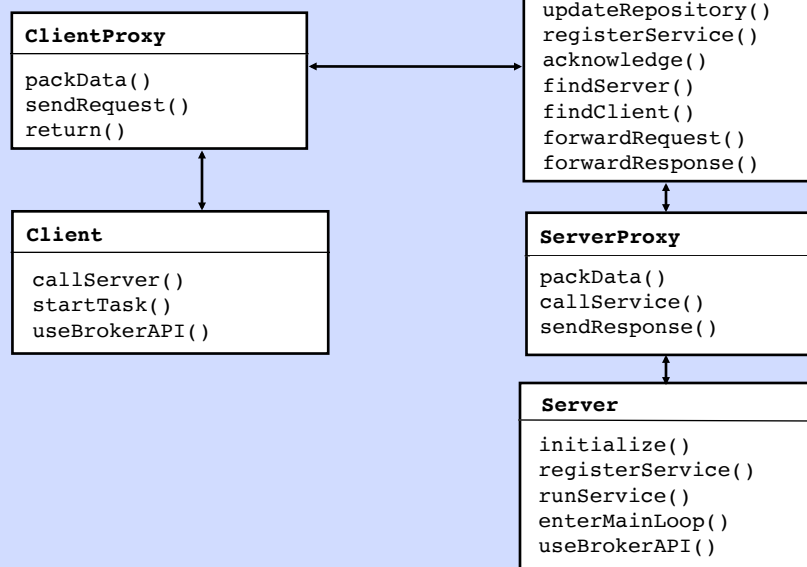 ClientProxy
packData()
sendRequest()
return()
Client
callServer()
startTask()
useBrokerAPI()
updateRepository()
registerService()
acknowledge()
findServer()
findClient()
forwardRequest()
forwardResponse()
ServerProxy
packData()
callService()
sendResponse()
Server
initialize()
registerService()
runService()
enterMainLoop()
useBrokerAPI()